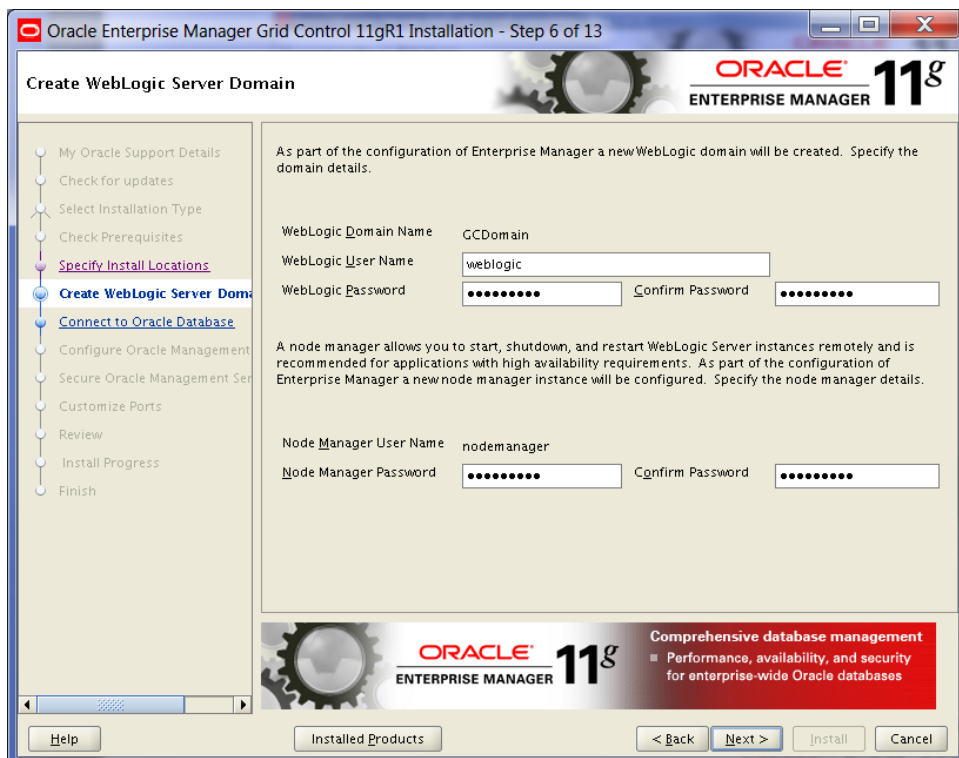 Oracle Enterprise Manager Grid Control 11gR1 Installation - Step 6 of 13
Create WebLogic Server Domain
ORACLE
ENTERPRISE MANAGER 11g
My Oracle Support Details
Check for updates
Select Installation Type
Check Prerequisites
Specify Install Locations
Create WebLogic Server Doma
Connect to Oracle Database
Configure Oracle Management
Secure Oracle Management Ser
Customize Ports
Review
Install Progress
Finish
As part of the configuration of Enterprise Manager a new WebLogic domain will be created. Specify the
domain details.
WebLogic Domain Name GCDomain
WebLogic User Name weblogic
WebLogic Password ●●●●●●●●● Confirm Password ●●●●●●●●●
A node manager allows you to start, shutdown, and restart WebLogic Server instances remotely and is
recommended for applications with high availability requirements. As part of the configuration of
Enterprise Manager a new node manager instance will be configured. Specify the node manager details.
Node Manager User Name nodemanager
Node Manager Password ●●●●●●●●● Confirm Password ●●●●●●●●●
ORACLE
ENTERPRISE MANAGER 11g
Comprehensive database management
Performance, availability, and security
for enterprise-wide Oracle databases
Help Installed Products < Back Next > Install Cancel